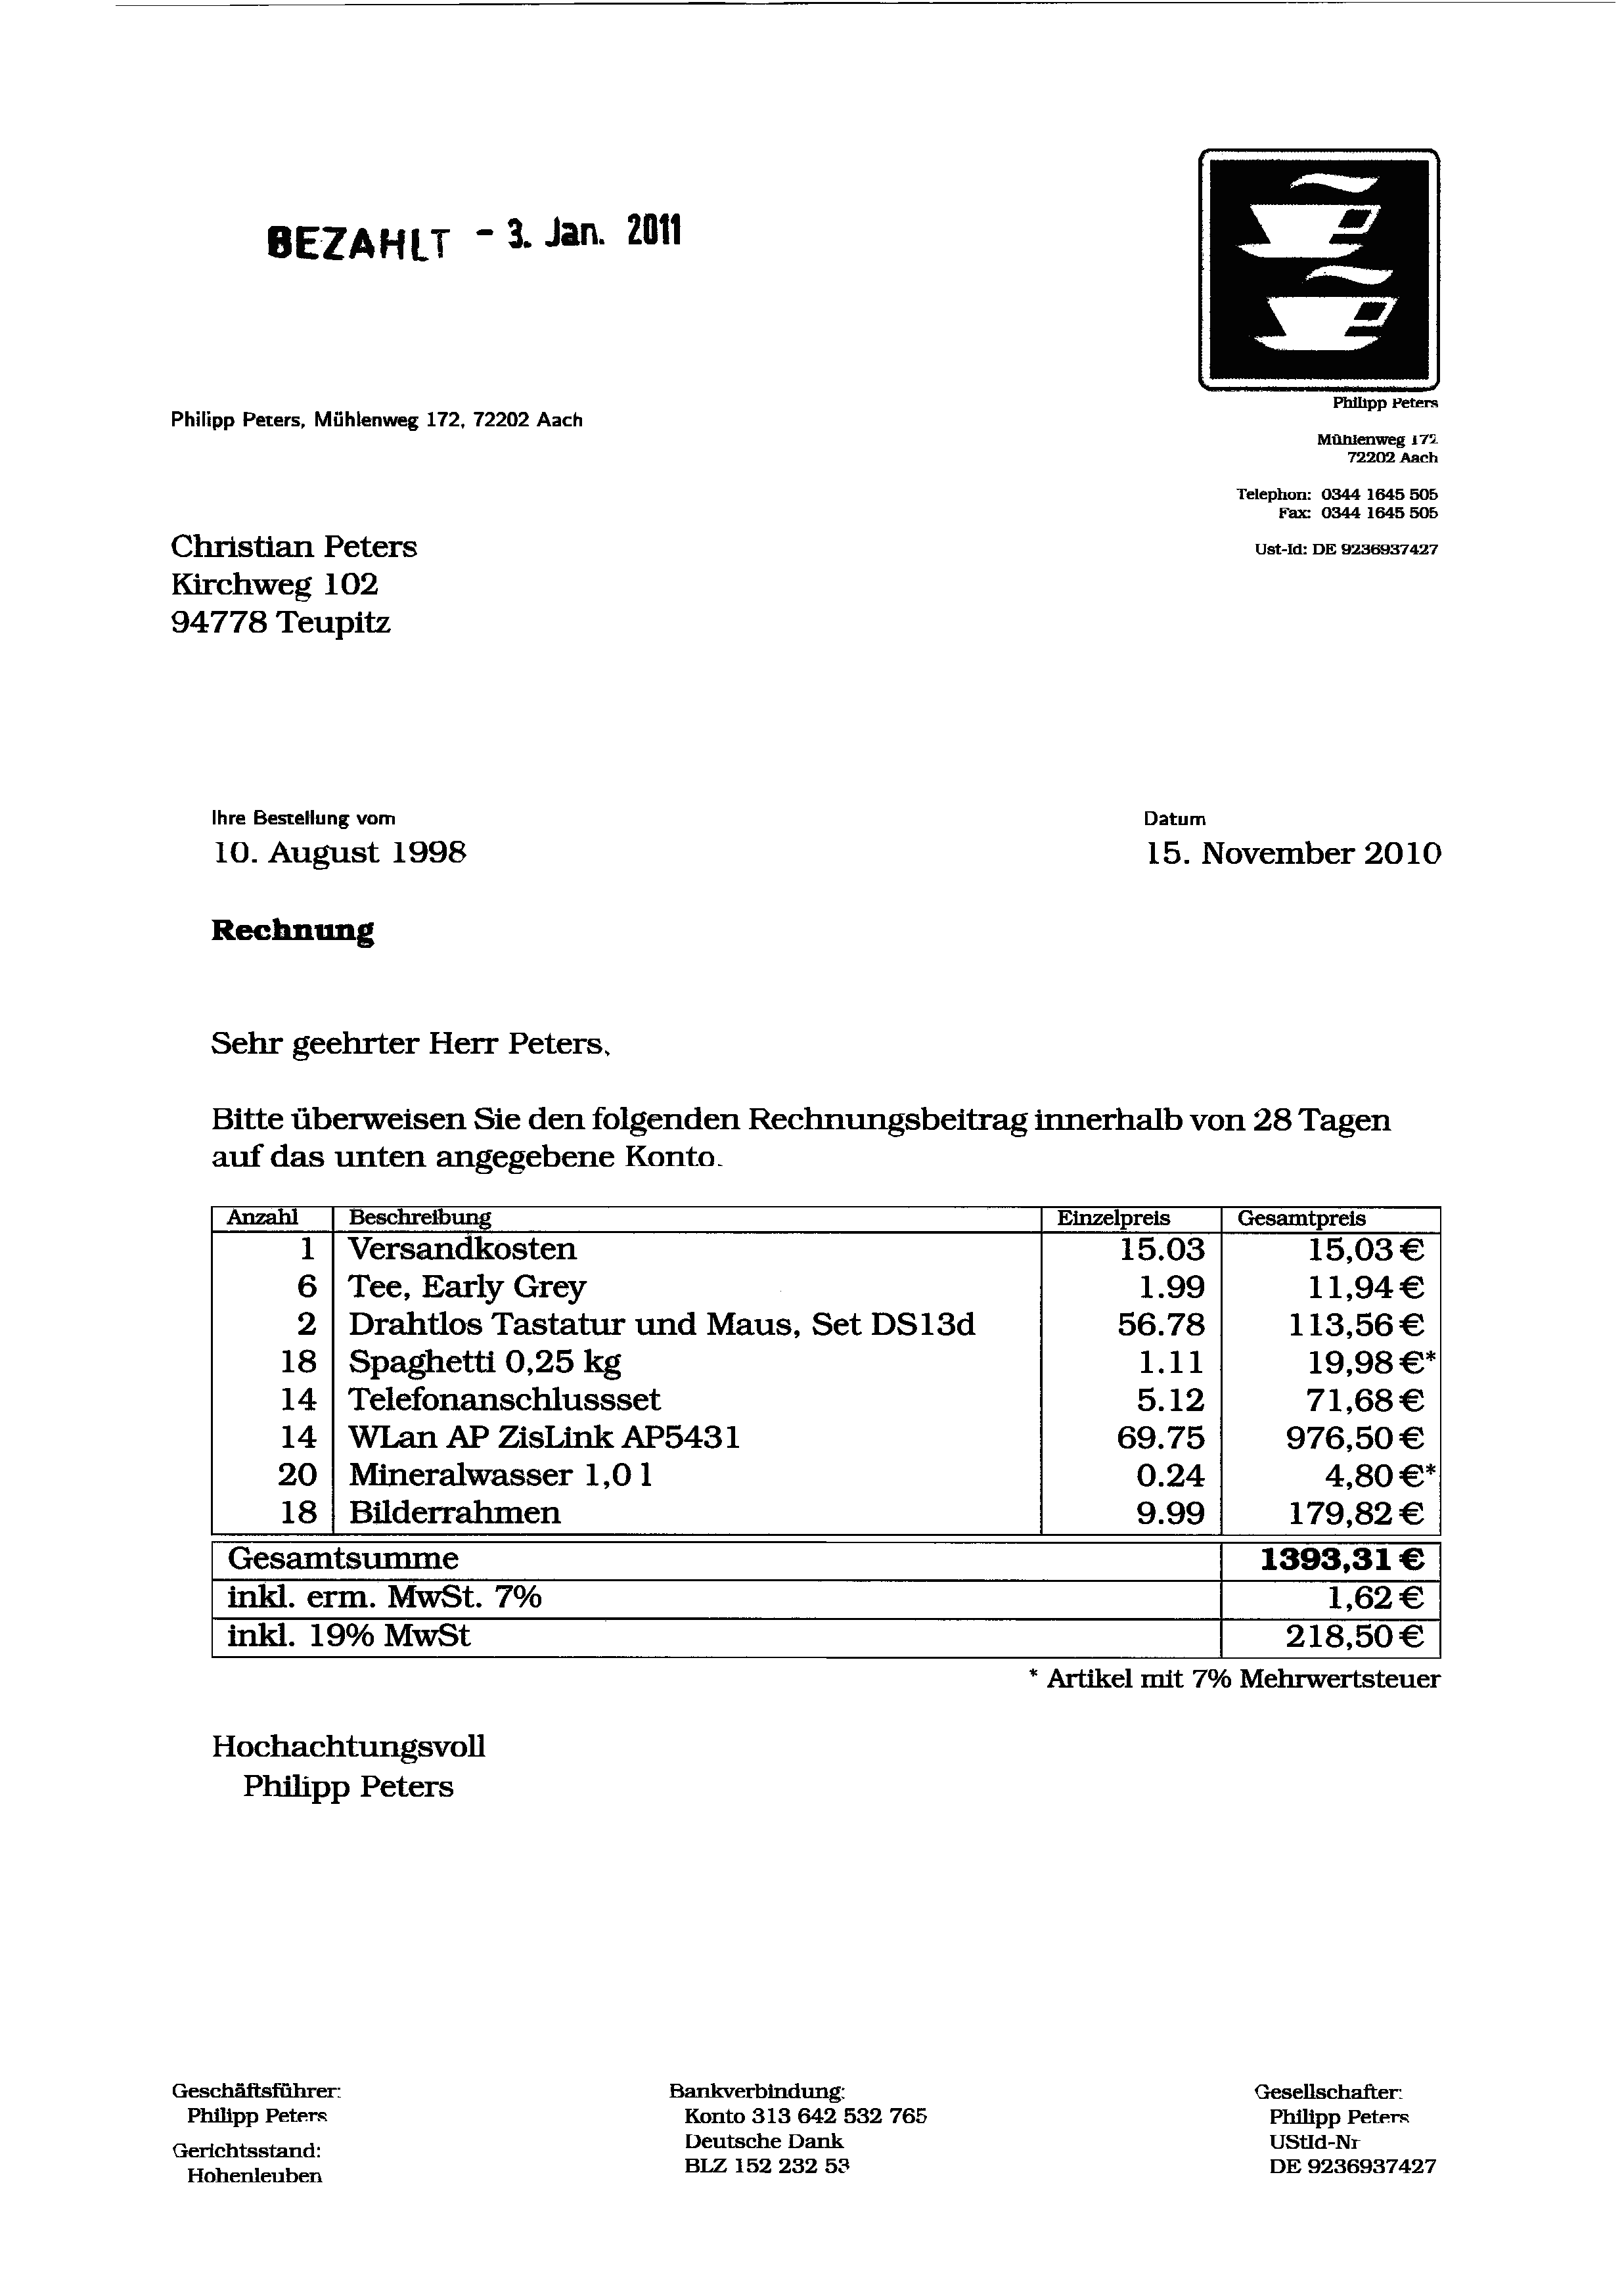 BEZAHLT - 3. Jan. 2011
Philipp Peters
Philipp Peters, Mühlenweg 172, 72202 Aach
Mühlenweg 172
72202 Aach
Telephon: 0344 1645 505
Fax: 0344 1645 505
Ust-Id: DE 9236937427
Christian Peters
Kirchweg 102
94778 Teupitz
Ihre Bestellung vom Datum
10. August 1998 15. November 2010
Rechnung
Sehr geehrter Herr Peters,
Bitte überweisen Sie den folgenden Rechnungsbeitrag innerhalb von 28 Tagen
auf das unten angegebene Konto.
Anzahl Beschreibung Einzelpreis Gesamtpreis
1 Versandkosten 15.03 15,03 €
6 Tee, Early Grey 1.99 11,94 €
2 Drahtlos Tastatur und Maus, Set DS13d 56.78 113,56 €
18 Spaghetti 0,25 kg 1.11 19,98 €*
14 Telefonanschlussset 5.12 71,68 €
14 WLan AP ZisLink AP5431 69.75 976,50 €
20 Mineralwasser 1,0 l 0.24 4,80 €*
18 Bilderrahmen 9.99 179,82 €
Gesamtsumme 1393,31 €
inkl. erm. MwSt. 7% 1,62 €
inkl. 19% MwSt 218,50 €
* Artikel mit 7% Mehrwertsteuer
Hochachtungsvoll
Philipp Peters
Geschäftsführer:
Philipp Peters
Gerichtsstand:
Hohenleuben
Bankverbindung:
Konto 313 642 532 765
Deutsche Dank
BLZ 152 232 53
Gesellschafter:
Philipp Peters
UStId-Nr
DE 9236937427